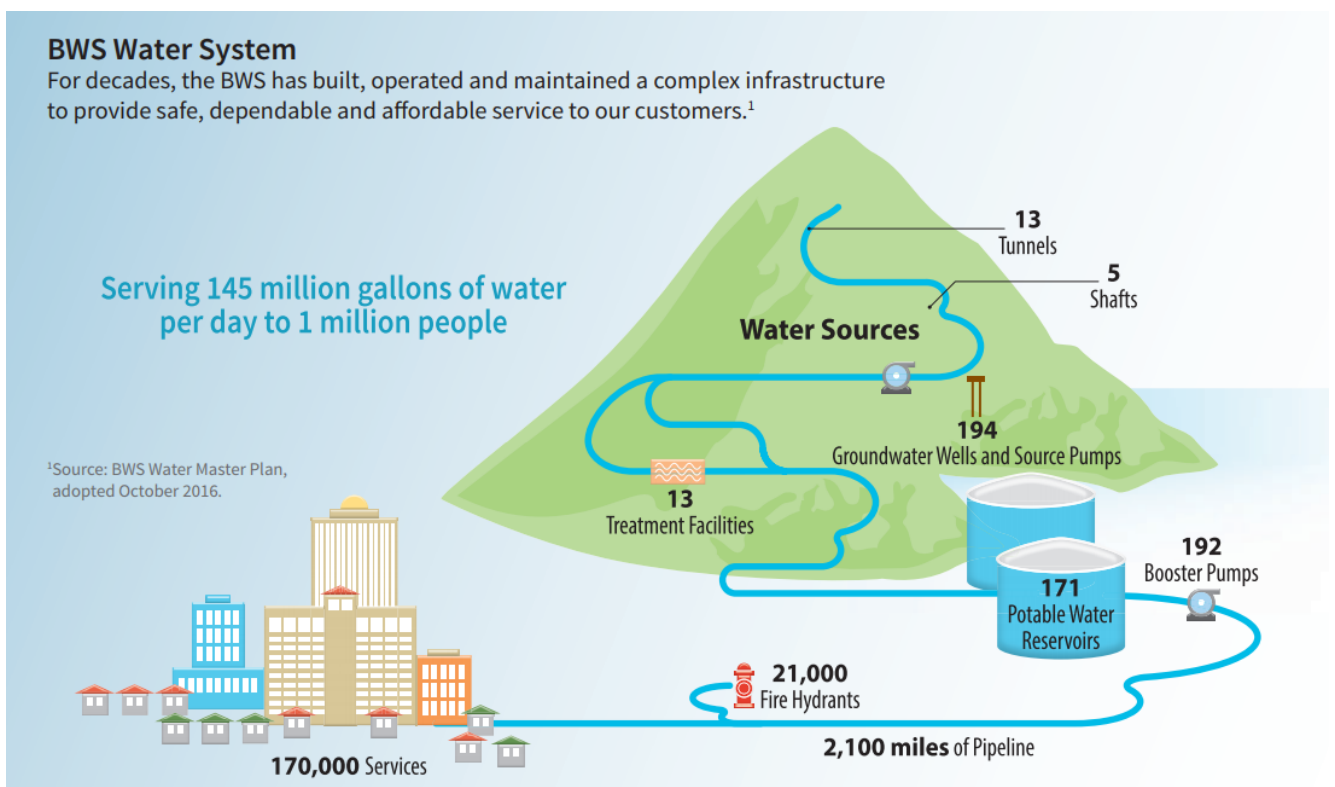 BWS Water System
For decades, the BWS has built, operated and maintained a complex infrastructure
to provide safe, dependable and affordable service to our customers.¹
13
Tunnels
5
Shafts
Serving 145 million gallons of water
per day to 1 million people
Water Sources
194
Groundwater Wells and Source Pumps
¹Source: BWS Water Master Plan,
adopted October 2016.
13
Treatment Facilities
192
Booster Pumps
171
Potable Water
Reservoirs
21,000
Fire Hydrants
2,100 miles of Pipeline
170,000 Services